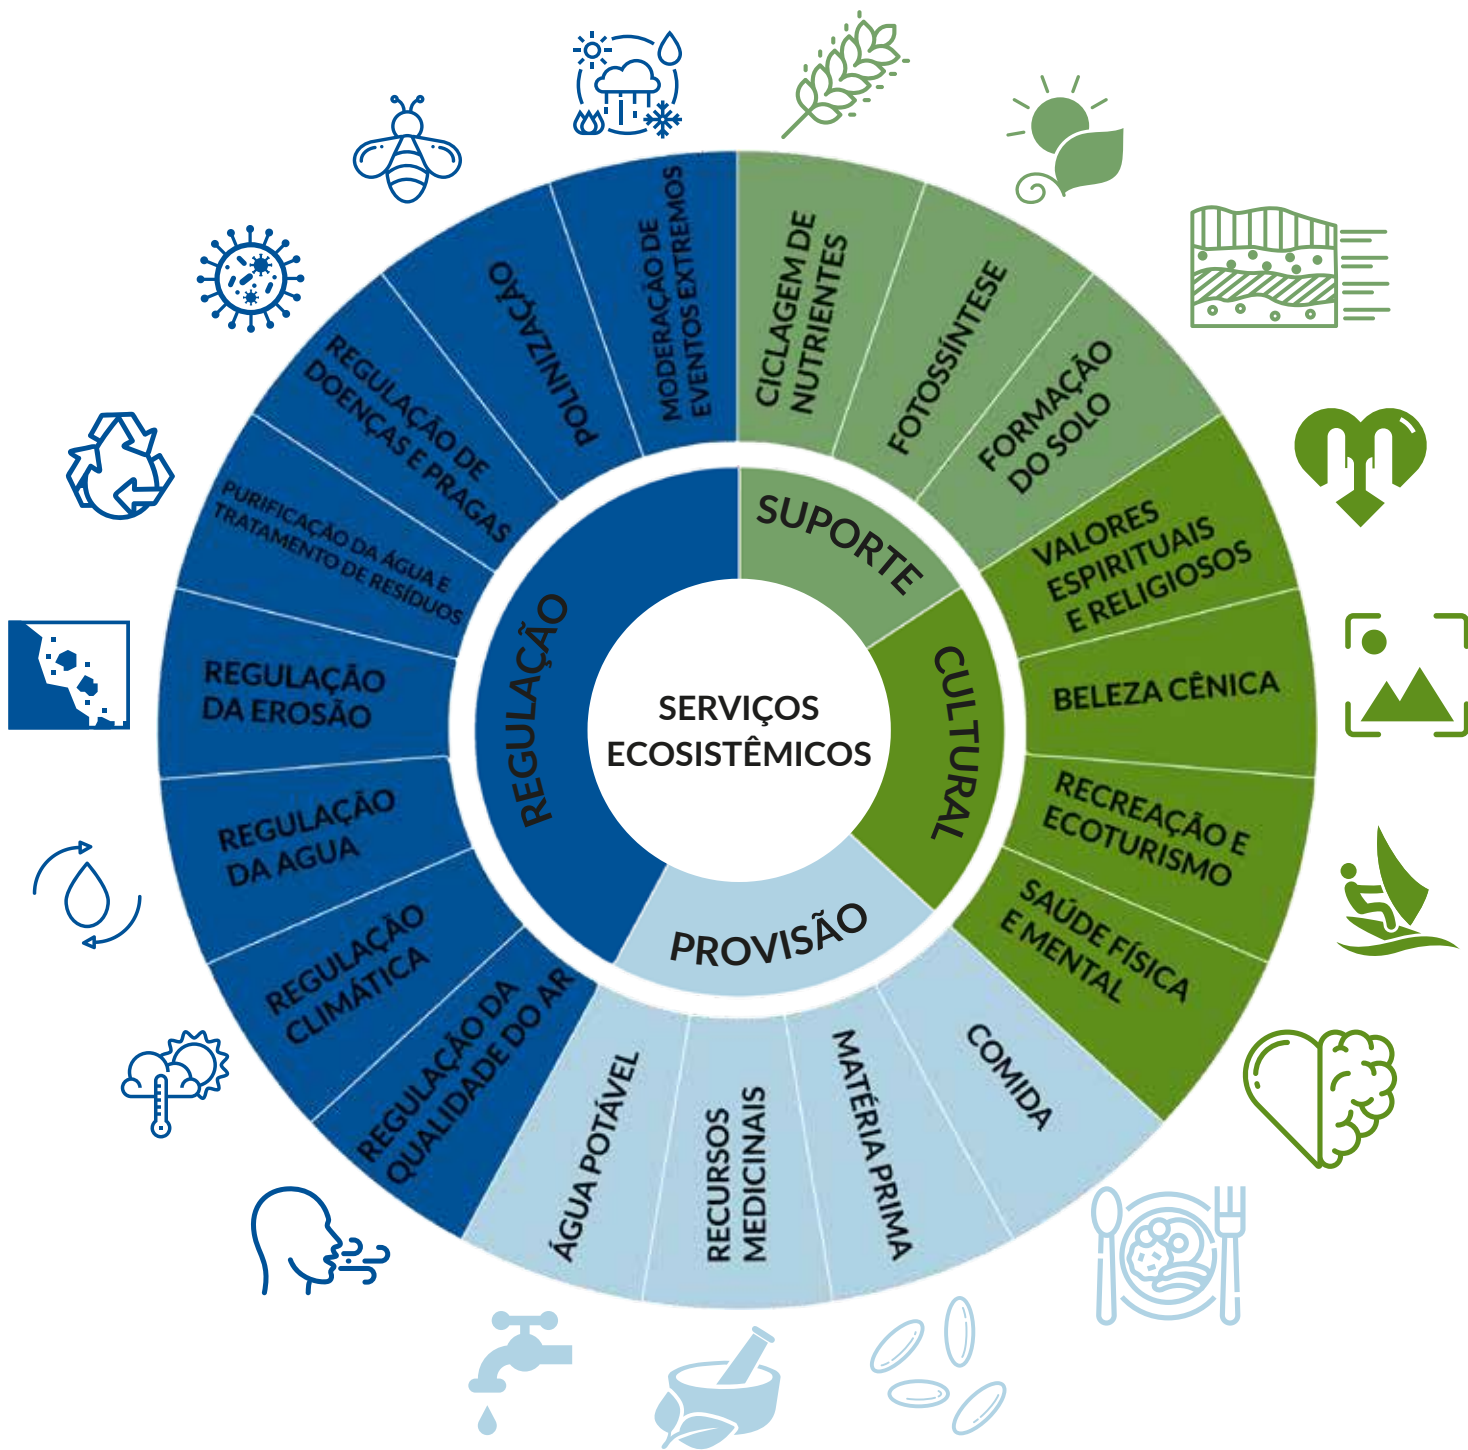 SERVIÇOS
ECOSISTÊMICOS
SUPORTE
CICLAGEM DE
NUTRIENTES
FOTOSSÍNTESE
FORMAÇÃO
DO SOLO
CULTURAL
VALORES
ESPIRITUAIS
E RELIGIOSOS
BELEZA CÊNICA
RECREAÇÃO E
ECOTURISMO
SAÚDE FÍSICA
E MENTAL
PROVISÃO
COMIDA
MATÉRIA PRIMA
RECURSOS
MEDICINAIS
ÁGUA POTÁVEL
REGULAÇÃO
REGULAÇÃO DA
QUALIDADE DO AR
REGULAÇÃO
CLIMÁTICA
REGULAÇÃO
DA AGUA
REGULAÇÃO
DA EROSÃO
PURIFICAÇÃO DA ÁGUA E
TRATAMENTO DE RESÍDUOS
REGULAÇÃO DE
DOENÇAS E PRAGAS
POLINIZAÇÃO
MODERAÇÃO DE
EVENTOS EXTREMOS